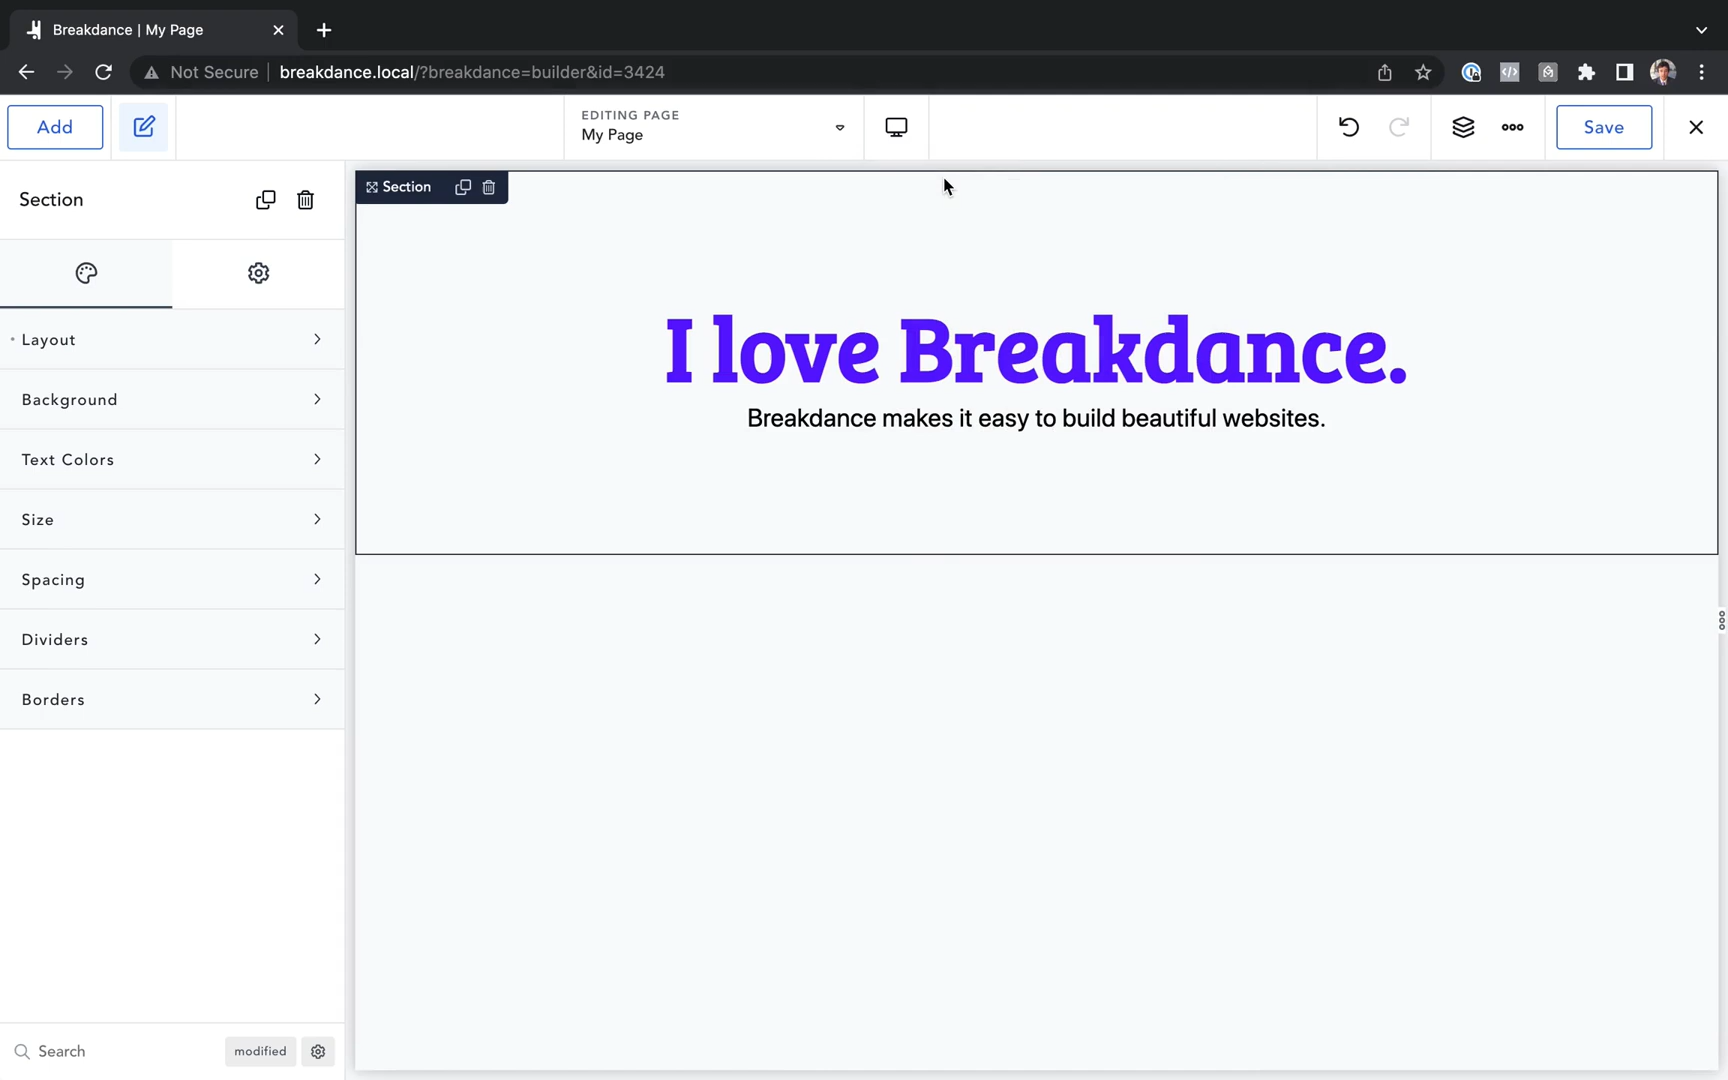 Breakdance | My Page
Not Secure
breakdance.local/?breakdance=builder&id=3424
Add
EDITING PAGE
My Page
Save
Section
Section
Layout
Background
Text Colors
Size
Spacing
Dividers
Borders
I love Breakdance.
Breakdance makes it easy to build beautiful websites.
Search
modified